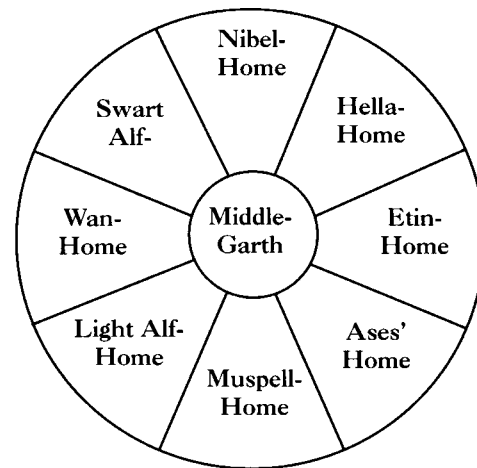 Nibel-
Home
Hella-
Home
Swart
Alf-
Wan-
Home
Middle-
Garth
Etin-
Home
Light Alf-
Home
Ases'
Home
Muspell-
Home